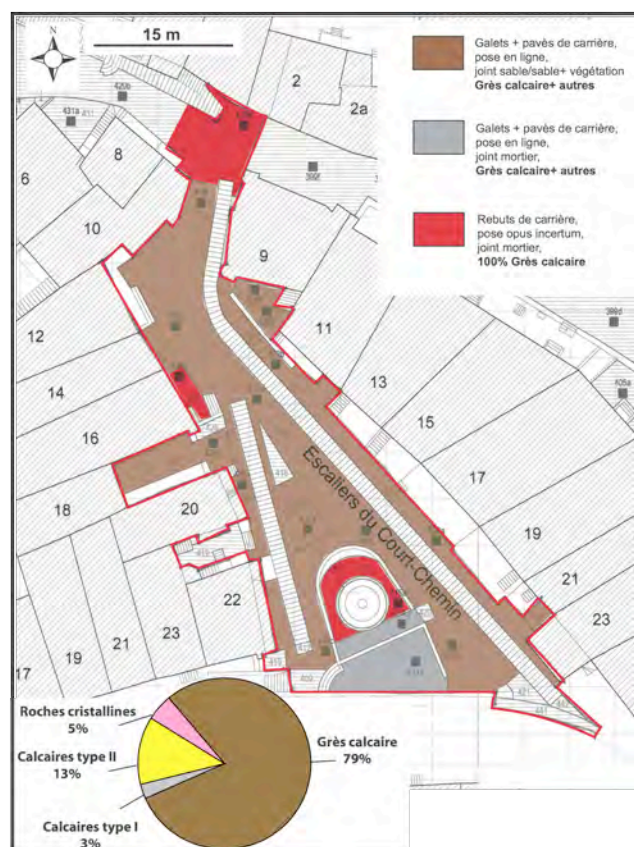 N
15 m
Galets + pavès de carrière,
pose en ligne,
joint sable/sable+ végétation
Grès calcaire+ autres
Galets + pavès de carrière,
pose en ligne,
joint mortier,
Grès calcaire+ autres
Rebuts de carrière,
pose opus incertum,
joint mortier,
100% Grès calcaire
2
2a
8
6
10
9
12
11
14
13
16
15
17
18
20
19
22
21
23
23
21
19
17
Escaliers du Court-Chemin
Roches cristallines
5%
Calcaires type II
13%
Calcaires type I
3%
Grès calcaire
79%